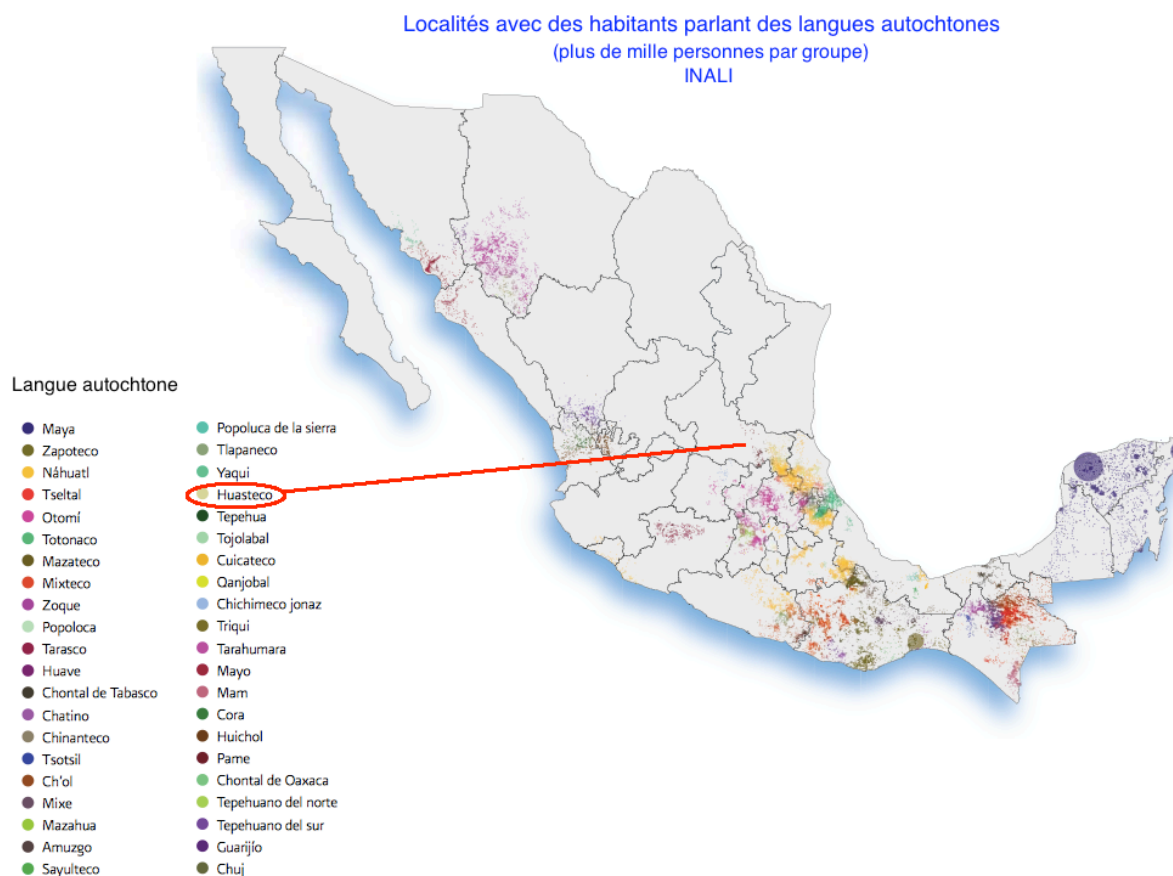 Localités avec des habitants parlant des langues autochtones
(plus de mille personnes par groupe)
INALI
Langue autochtone
Maya
Zapoteco
Náhuatl
Tseltal
Otomí
Totonaco
Mazateco
Mixteco
Zoque
Popoloca
Tarasco
Huave
Chontal de Tabasco
Chatino
Chinanteco
Tsotsil
Ch'ol
Mixe
Mazahua
Amuzgo
Sayulteco
Popoluca de la sierra
Tlapaneco
Yaqui
Huasteco
Tepehua
Tojolabal
Cuicateco
Qanjobal
Chichimeco jonaz
Triqui
Tarahumara
Mayo
Mam
Cora
Huichol
Pame
Chontal de Oaxaca
Tepehuano del norte
Tepehuano del sur
Guarijío
Chuj